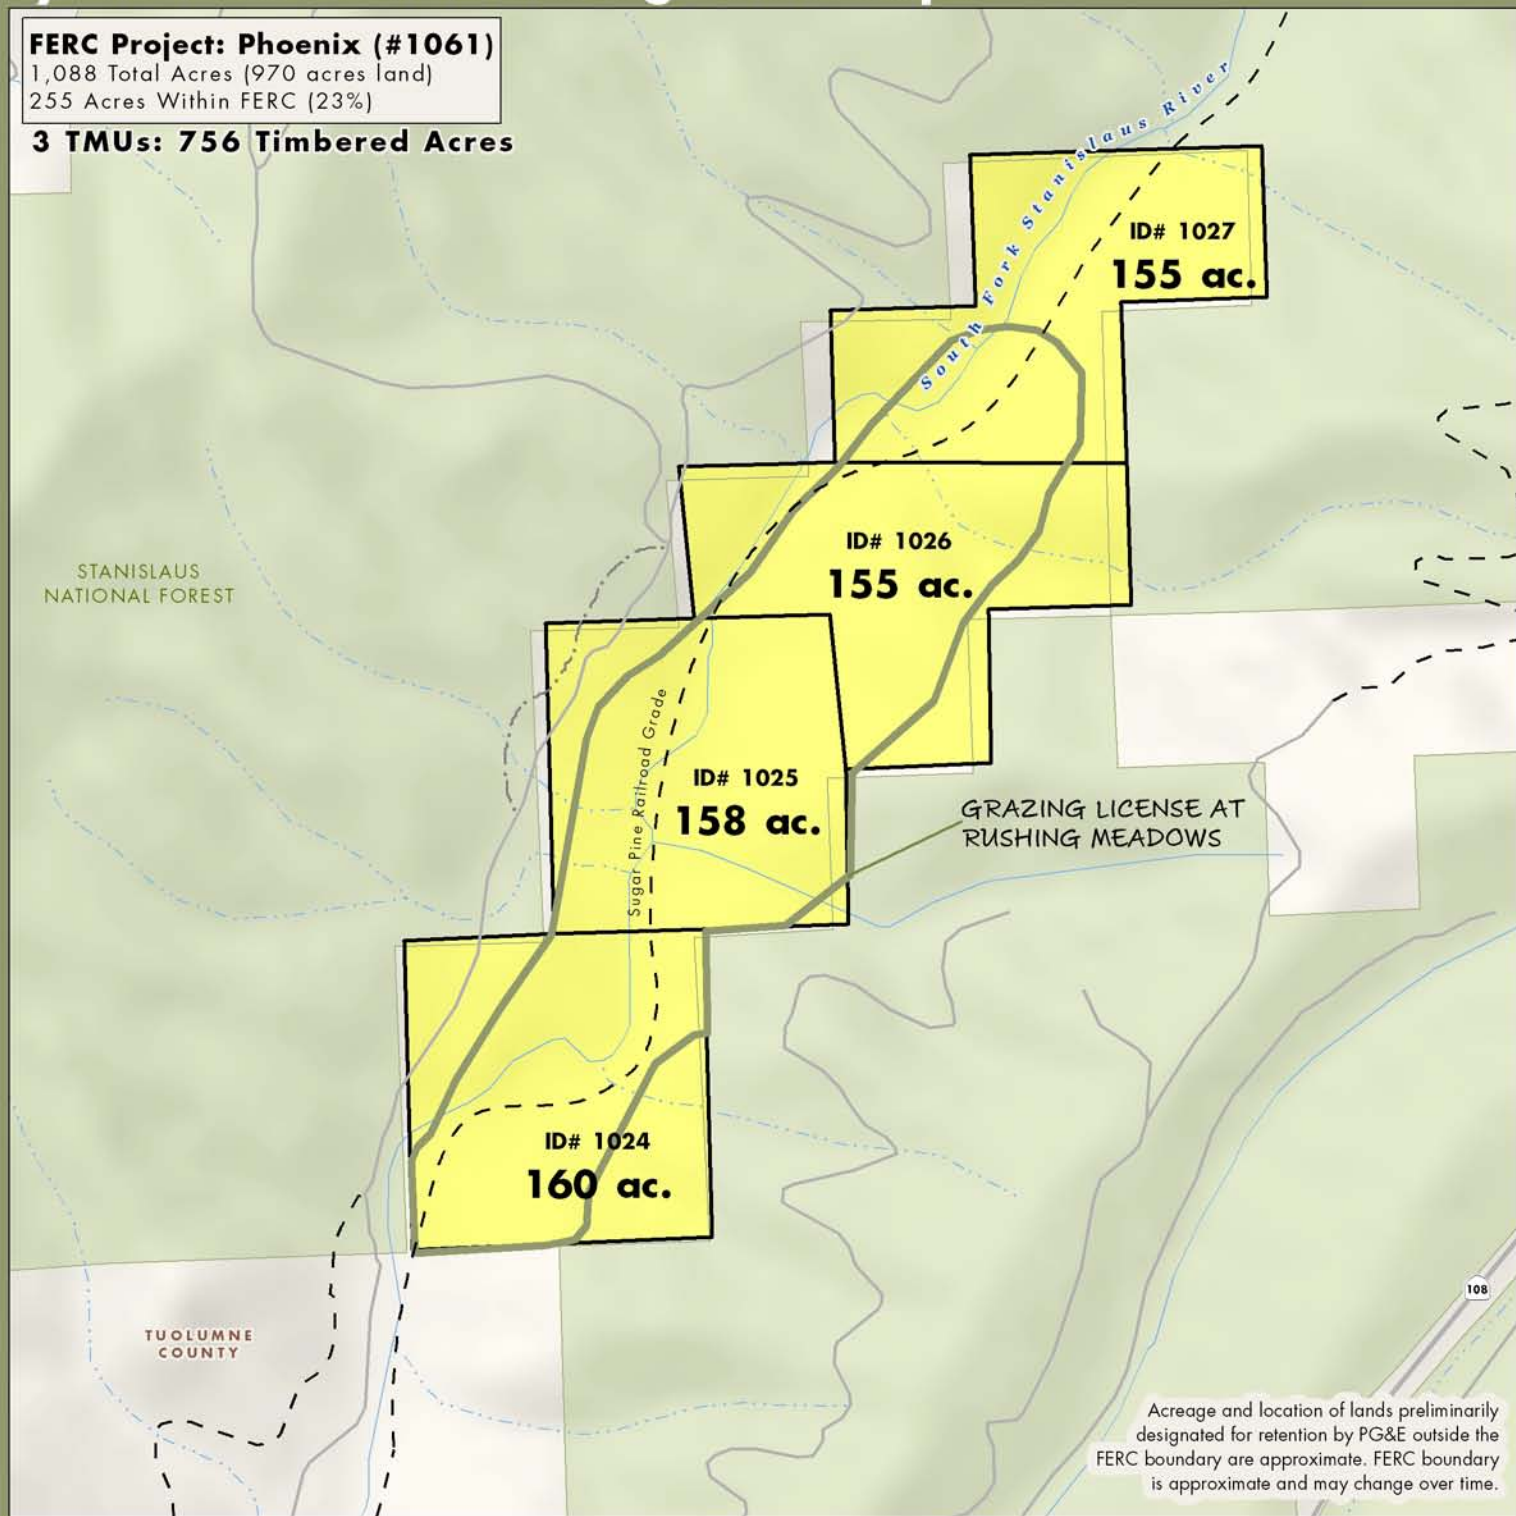 FERC Project: Phoenix (#1061)
1,088 Total Acres (970 acres land)
255 Acres Within FERC (23%)
3 TMUs: 756 Timbered Acres
South Fork Stanislaus River
ID# 1027
155 ac.
ID# 1026
155 ac.
STANISLAUS
NATIONAL FOREST
Sugar Pine Railroad Grade
ID# 1025
158 ac.
GRAZING LICENSE AT
RUSHING MEADOWS
ID# 1024
160 ac.
108
TUOLUMNE
COUNTY
Acreage and location of lands preliminarily
designated for retention by PG&E outside the
FERC boundary are approximate. FERC boundary
is approximate and may change over time.